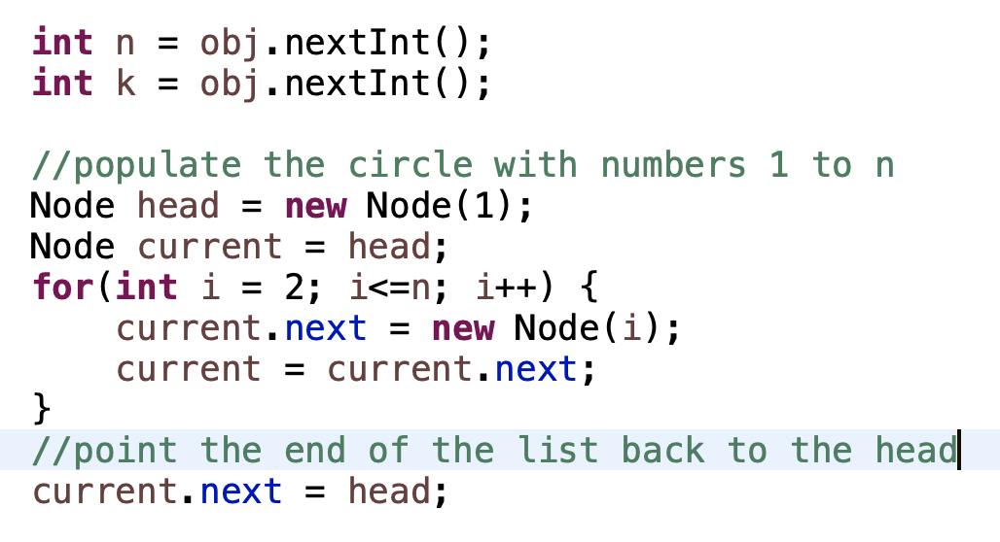 int n = obj.nextInt();
int k = obj.nextInt();
//populate the circle with numbers 1 to n
Node head = new Node(1);
Node current = head;
for(int i = 2; i<=n; i++) {
current.next = new Node(i);
current = current.next;
}
//point the end of the list back to the head
current.next = head;